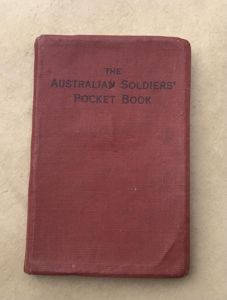 THE
AUSTRALIAN SOLDIERS'
POCKET BOOK